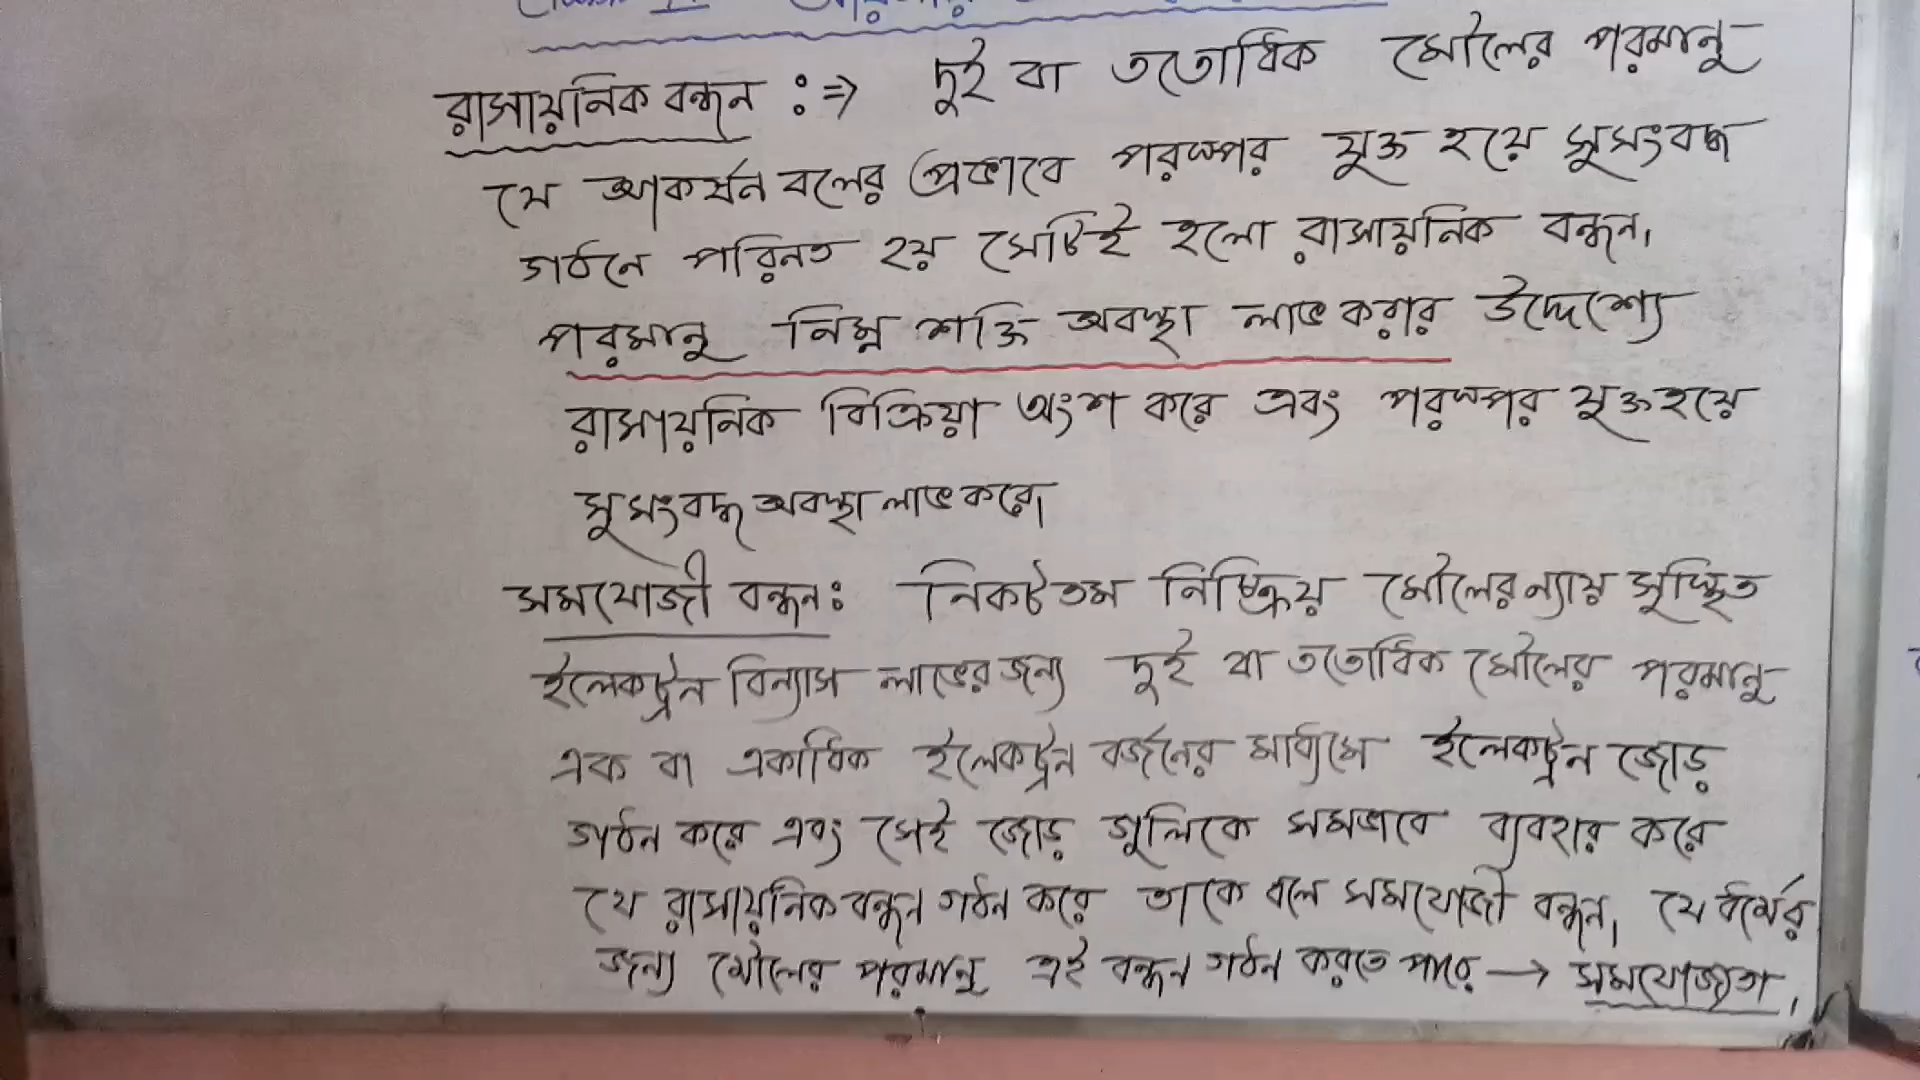 রাসায়নিক বন্ধন :⇒ দুই বা ততোধিক মৌলের পরমানু
যে আকর্ষন বলের প্রভাবে পরস্পর যুক্ত হয়ে সুসংবদ্ধ
গঠনে পরিনত হয় সেটিই হলো রাসায়নিক বন্ধন।
পরমানু নিম্ন শক্তি অবস্থা লাভ করার উদ্দেশ্যে
রাসায়নিক বিক্রিয়া অংশ করে এবং পরস্পর যুক্ত হয়ে
সুসংবদ্ধ অবস্থা লাভ করে।
সমযোজী বন্ধন: নিকটতম নিষ্ক্রিয় মৌলের ন্যায় সুস্থিত
ইলেকট্রন বিন্যাস লাভের জন্য দুই বা ততোধিক মৌলের পরমানু
এক বা একাধিক ইলেকট্রন বর্জনের মাধ্যমে ইলেকট্রন জোড়
গঠন করে এবং সেই জোড় গুলিকে সমভাবে ব্যবহার করে
যে রাসায়নিক বন্ধন গঠন করে তাকে বলে সমযোজী বন্ধন। যে ধর্মের
জন্য মৌলের পরমানু এই বন্ধন গঠন করতে পারে → সমযোজ্যতা।